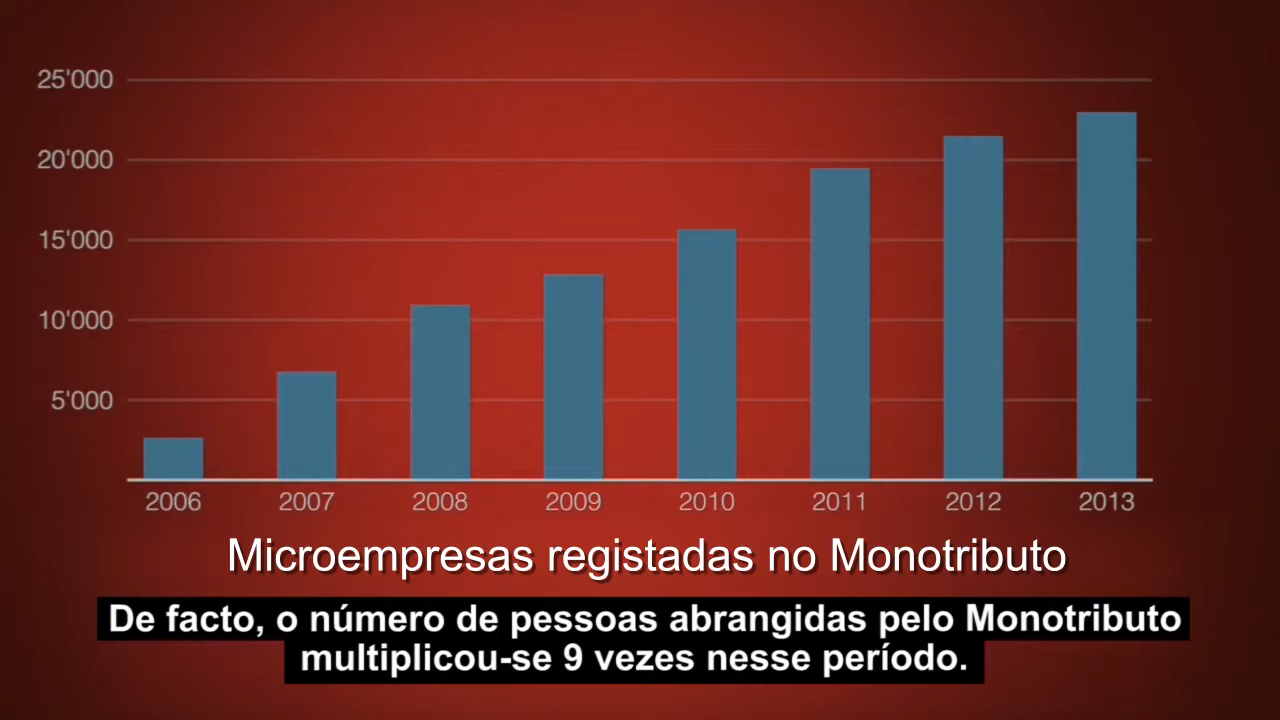 25'000
20'000
15'000
10'000
5'000
2006 2007 2008 2009 2010 2011 2012 2013
Microempresas registadas no Monotributo
De facto, o número de pessoas abrangidas pelo Monotributo
multiplicou-se 9 vezes nesse período.